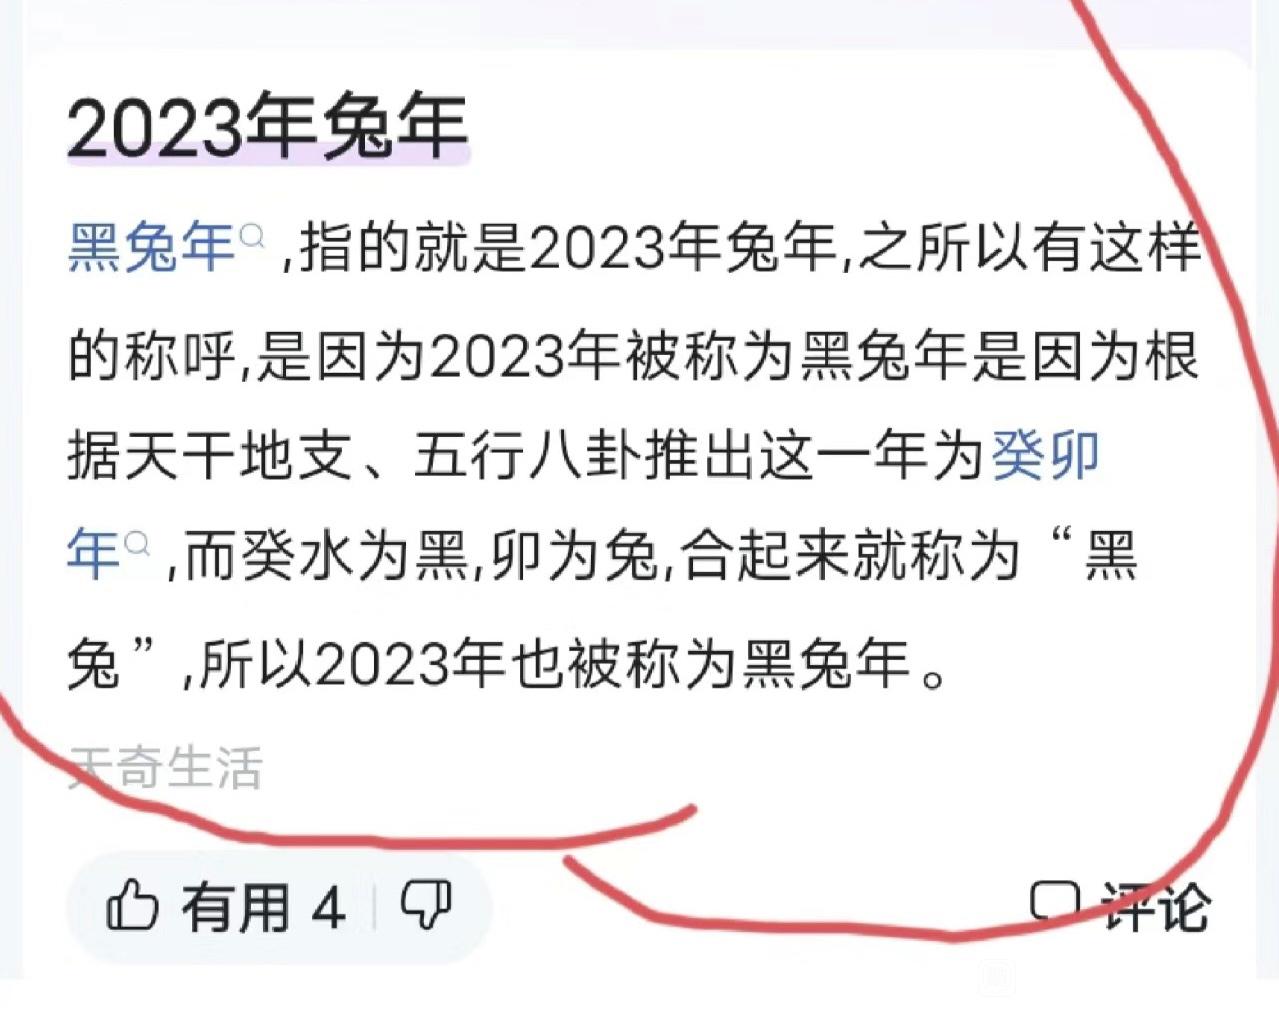 2023年兔年
黑兔年 ,指的就是2023年兔年,之所以有这样
的称呼,是因为2023年被称为黑兔年是因为根
据天干地支、五行八卦推出这一年为癸卯
年 ,而癸水为黑,卯为兔,合起来就称为“黑
兔”,所以2023年也被称为黑兔年。
天奇生活
有用 4
评论